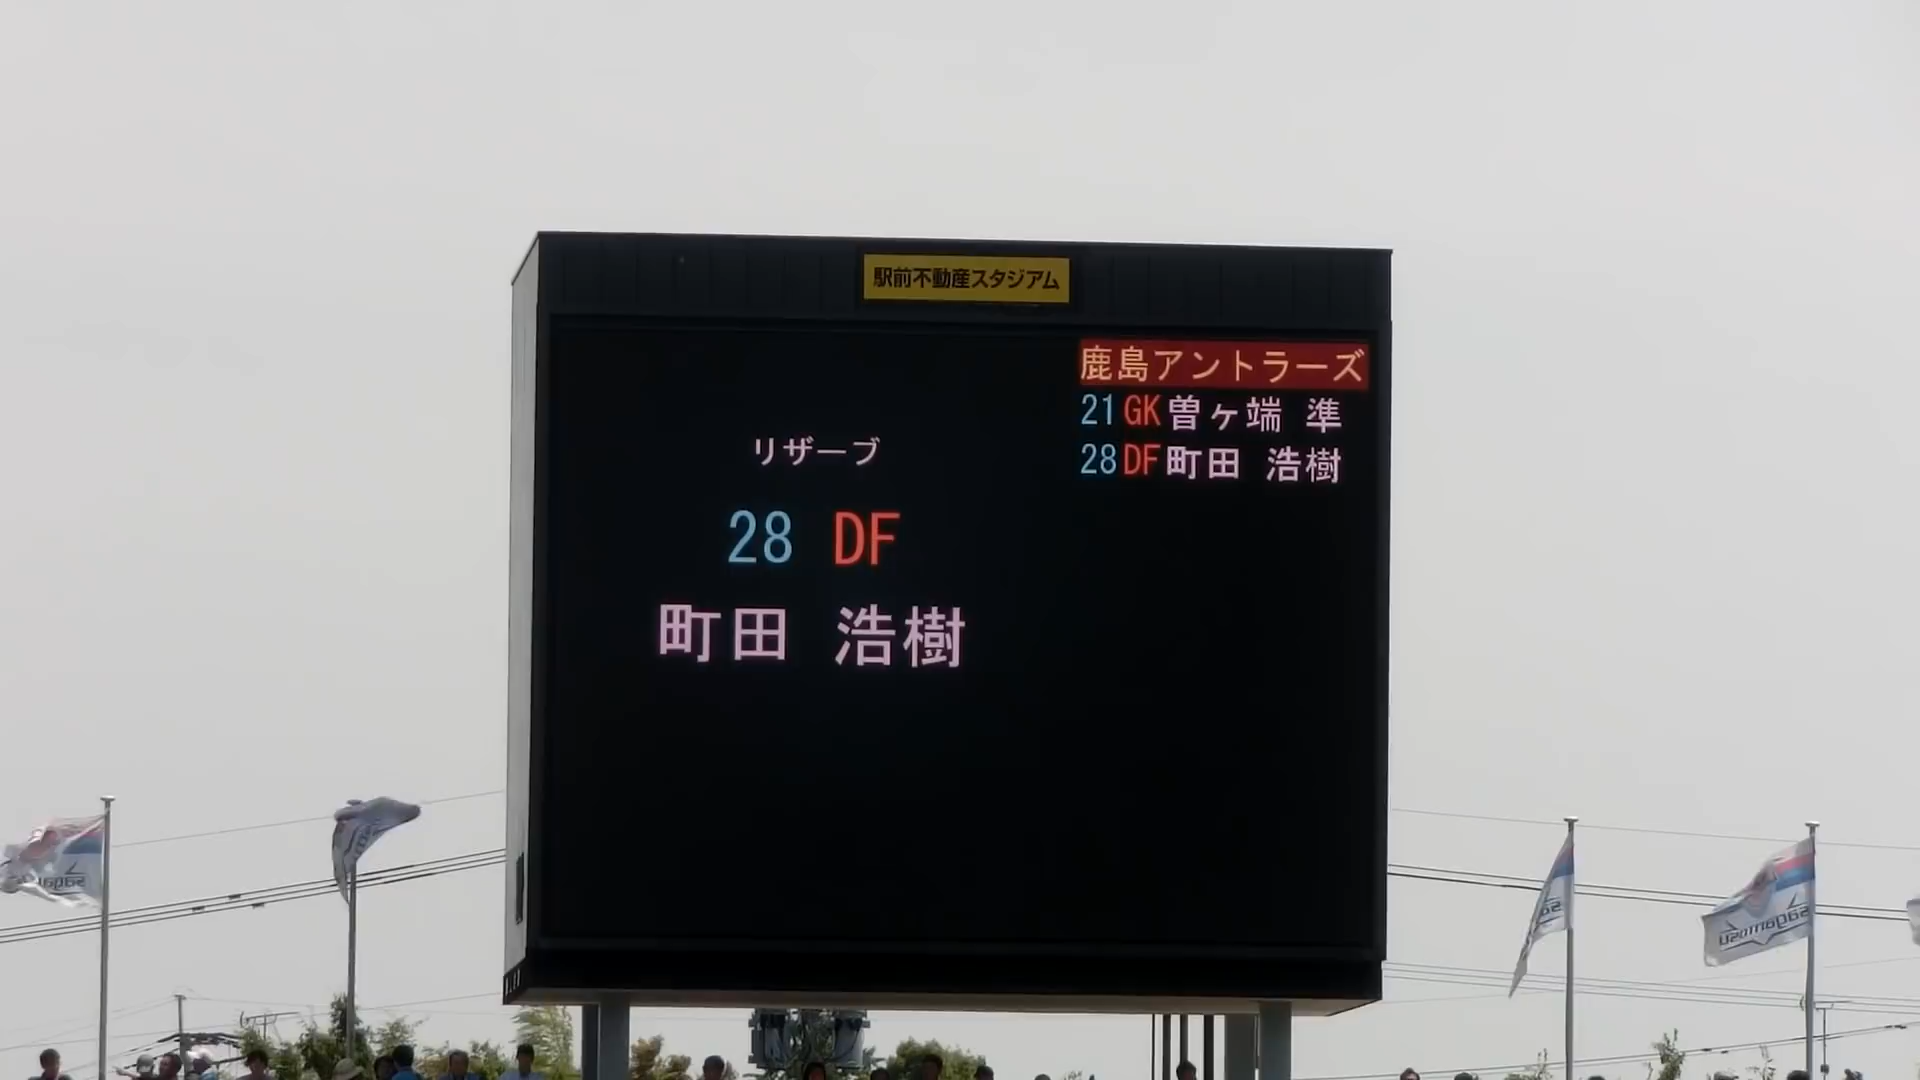 駅前不動産スタジアム
鹿島アントラーズ
21 GK 曽ヶ端 準
28 DF 町田 浩樹
リザーブ
28 DF
町田 浩樹
sagantosu